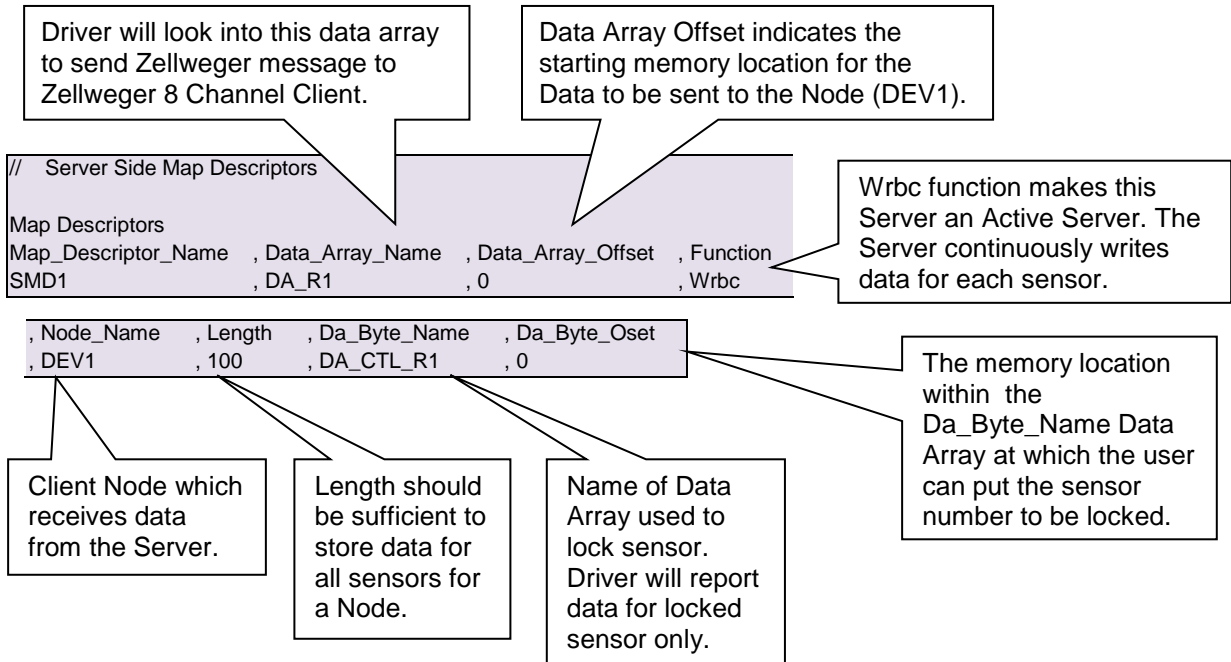 Driver will look into this data array
to send Zellweger message to
Zellweger 8 Channel Client.
Data Array Offset indicates the
starting memory location for the
Data to be sent to the Node (DEV1).
// Server Side Map Descriptors
Map Descriptors
Map_Descriptor_Name , Data_Array_Name , Data_Array_Offset , Function
SMD1 , DA_R1 , 0 , Wrbc
Wrbc function makes this
Server an Active Server. The
Server continuously writes
data for each sensor.
, Node_Name , Length , Da_Byte_Name , Da_Byte_Oset
, DEV1 , 100 , DA_CTL_R1 , 0
The memory location
within the
Da_Byte_Name Data
Array at which the user
can put the sensor
number to be locked.
Client Node which
receives data
from the Server.
Length should
be sufficient to
store data for
all sensors for
a Node.
Name of Data
Array used to
lock sensor.
Driver will report
data for locked
sensor only.